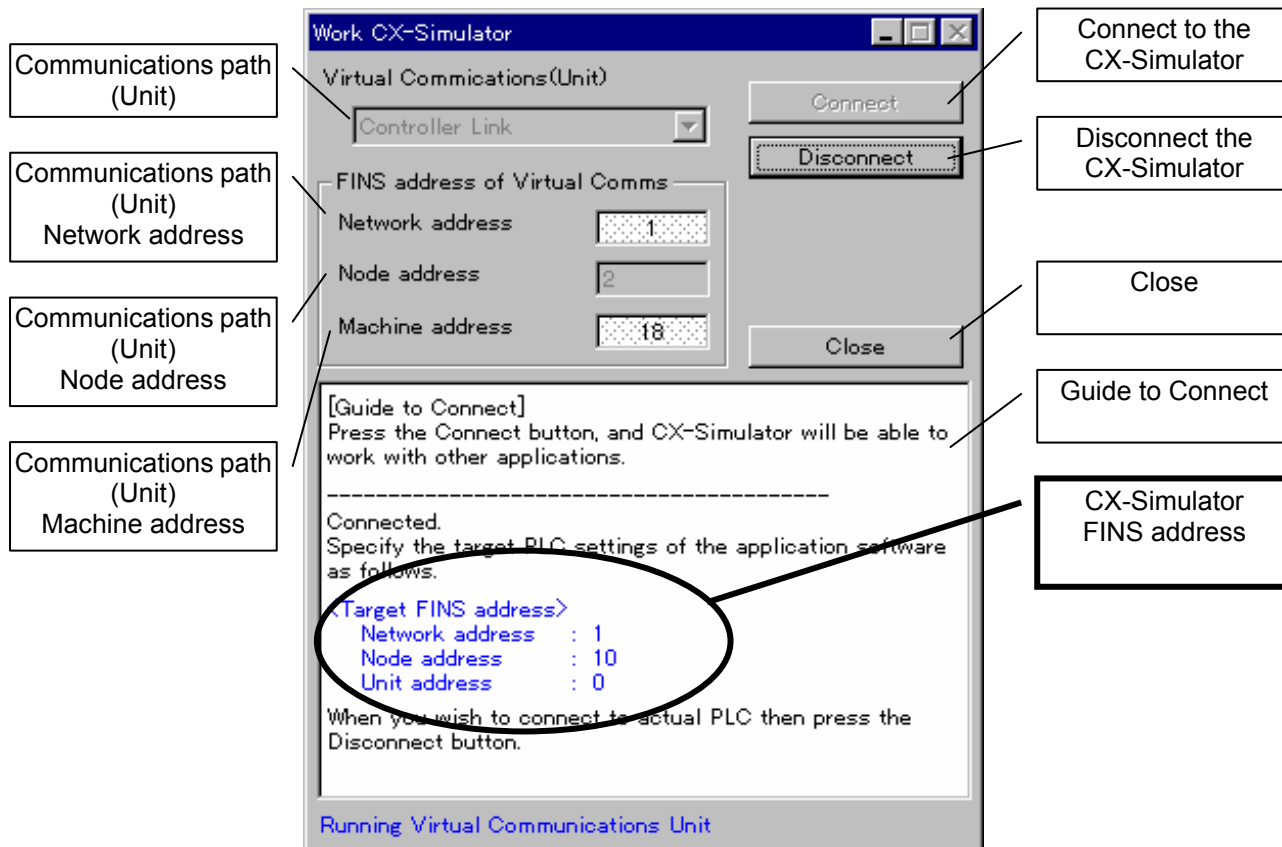 Communications path
(Unit)
Communications path
(Unit)
Network address
Communications path
(Unit)
Node address
Communications path
(Unit)
Machine address
Work CX-Simulator
Virtual Commications(Unit)
Controller Link
Connect
Disconnect
FINS address of Virtual Comms
Network address 1
Node address 2
Machine address 18
Close
[Guide to Connect]
Press the Connect button, and CX-Simulator will be able to
work with other applications.
-----------------------------------------
Connected.
Specify the target PLC settings of the application software
as follows.
<Target FINS address>
Network address : 1
Node address : 10
Unit address : 0
When you wish to connect to actual PLC then press the
Disconnect button.
Running Virtual Communications Unit
Connect to the
CX-Simulator
Disconnect the
CX-Simulator
Close
Guide to Connect
CX-Simulator
FINS address